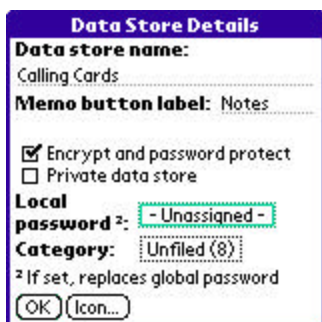 Data Store Details
Data store name:
Calling Cards
Memo button label: Notes
Encrypt and password protect
Private data store
Local
password ²: - Unassigned -
Category: Unfiled (8)
² If set, replaces global password
OK Icon...